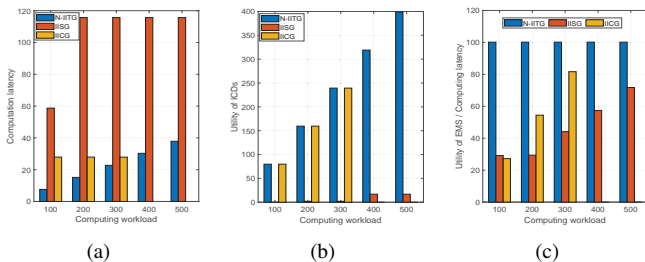 120
100
80
60
40
20
0
Computation latency
N-IITG
IISG
IICG
100 200 300 400 500
Computing workload
(a)
400
350
300
250
200
150
100
50
0
Utility of ICDs
N-IITG
IISG
IICG
100 200 300 400 500
Computing workload
(b)
120
100
80
60
40
20
0
Utility of EMS / Computing latency
N-IITG IISG IICG
100 200 300 400 500
Computing workload
(c)